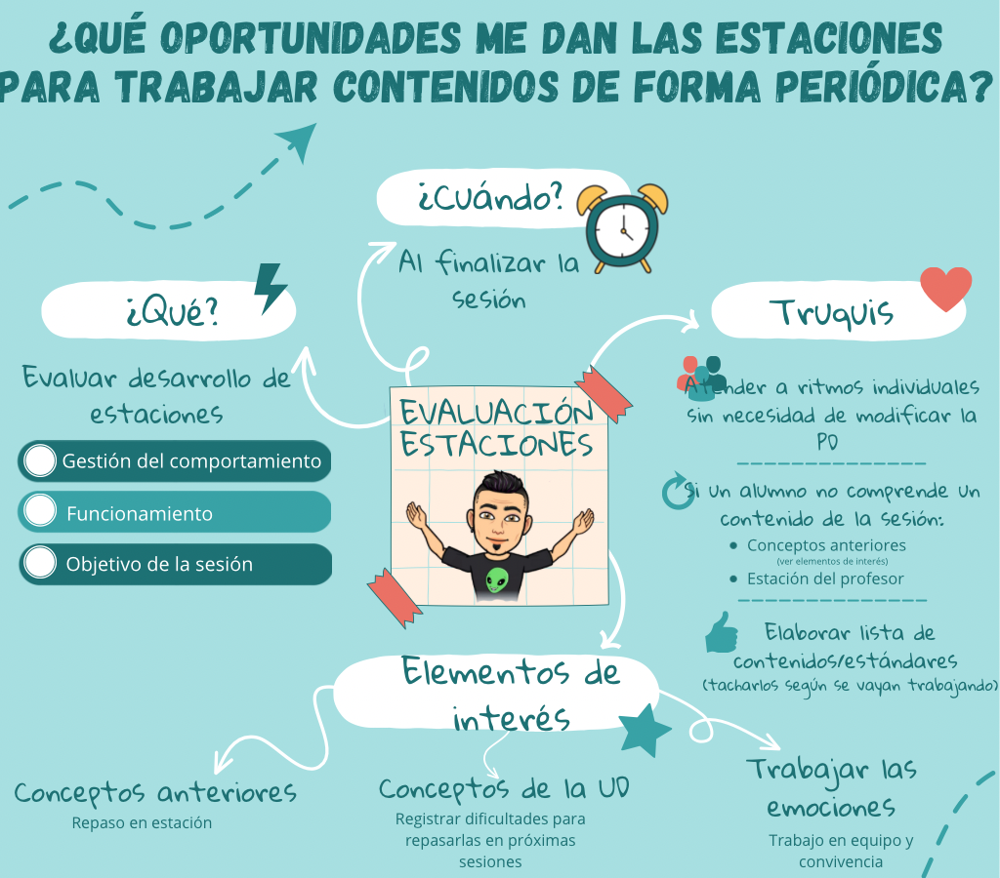 ¿QUÉ OPORTUNIDADES ME DAN LAS ESTACIONES
PARA TRABAJAR CONTENIDOS DE FORMA PERIÓDICA?
¿Cuándo?
Al finalizar la
sesión
¿Qué?
Evaluar desarrollo de
estaciones
Gestión del comportamiento
Funcionamiento
Objetivo de la sesión
EVALUACIÓN
ESTACIONES
Truquis
Atender a ritmos individuales
sin necesidad de modificar la
PD
Si un alumno no comprende un
contenido de la sesión:
• Conceptos anteriores
(ver elementos de interés)
• Estación del profesor
Elaborar lista de
contenidos/estándares
(tacharlos según se vayan trabajando)
Elementos de
interés
Conceptos anteriores
Repaso en estación
Conceptos de la UD
Registrar dificultades para
repasarlas en próximas
sesiones
Trabajar las
emociones
Trabajo en equipo y
convivencia